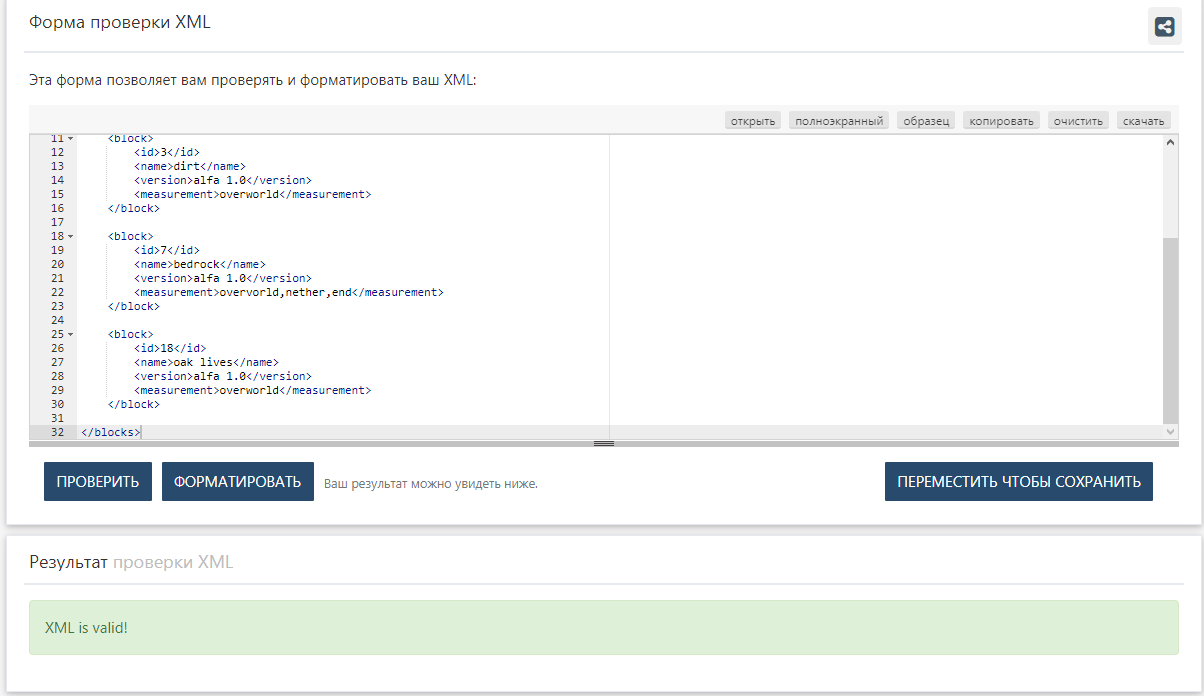 Форма проверки XML
Эта форма позволяет вам проверять и форматировать ваш XML:
открыть полноэкранный образец копировать очистить скачать
11 <block>
12 <id>3</id>
13 <name>dirt</name>
14 <version>alfa 1.0</version>
15 <measurement>overworld</measurement>
16 </block>
17
18 <block>
19 <id>7</id>
20 <name>bedrock</name>
21 <version>alfa 1.0</version>
22 <measurement>overvorld,nether,end</measurement>
23 </block>
24
25 <block>
26 <id>18</id>
27 <name>oak lives</name>
28 <version>alfa 1.0</version>
29 <measurement>overworld</measurement>
30 </block>
31
32 </blocks>
ПРОВЕРИТЬ ФОРМАТИРОВАТЬ Ваш результат можно увидеть ниже. ПЕРЕМЕСТИТЬ ЧТОБЫ СОХРАНИТЬ
Результат проверки XML
XML is valid!